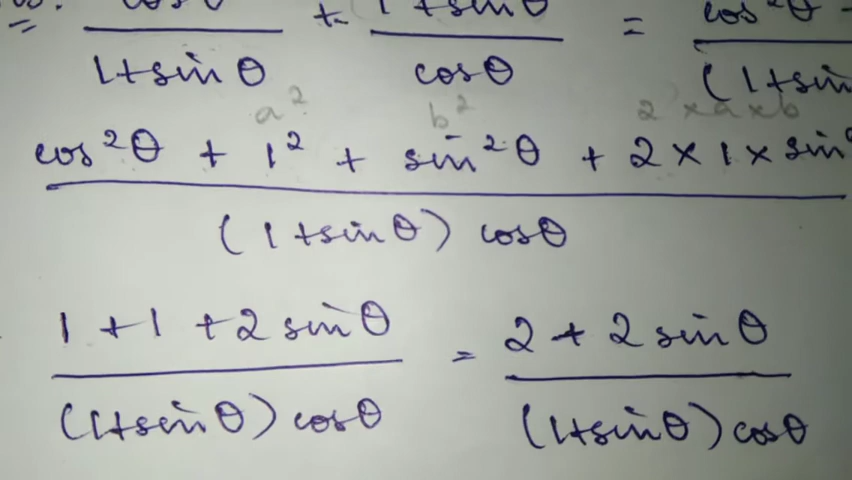 1+sinθ + cosθ = (1+sin
a² b² 2×a×b
cos²θ + 1² + sin²θ + 2×1×sin
(1+sinθ) cosθ
1+1+2sinθ = 2+2sinθ
(1+sinθ)cosθ (1+sinθ)cosθ